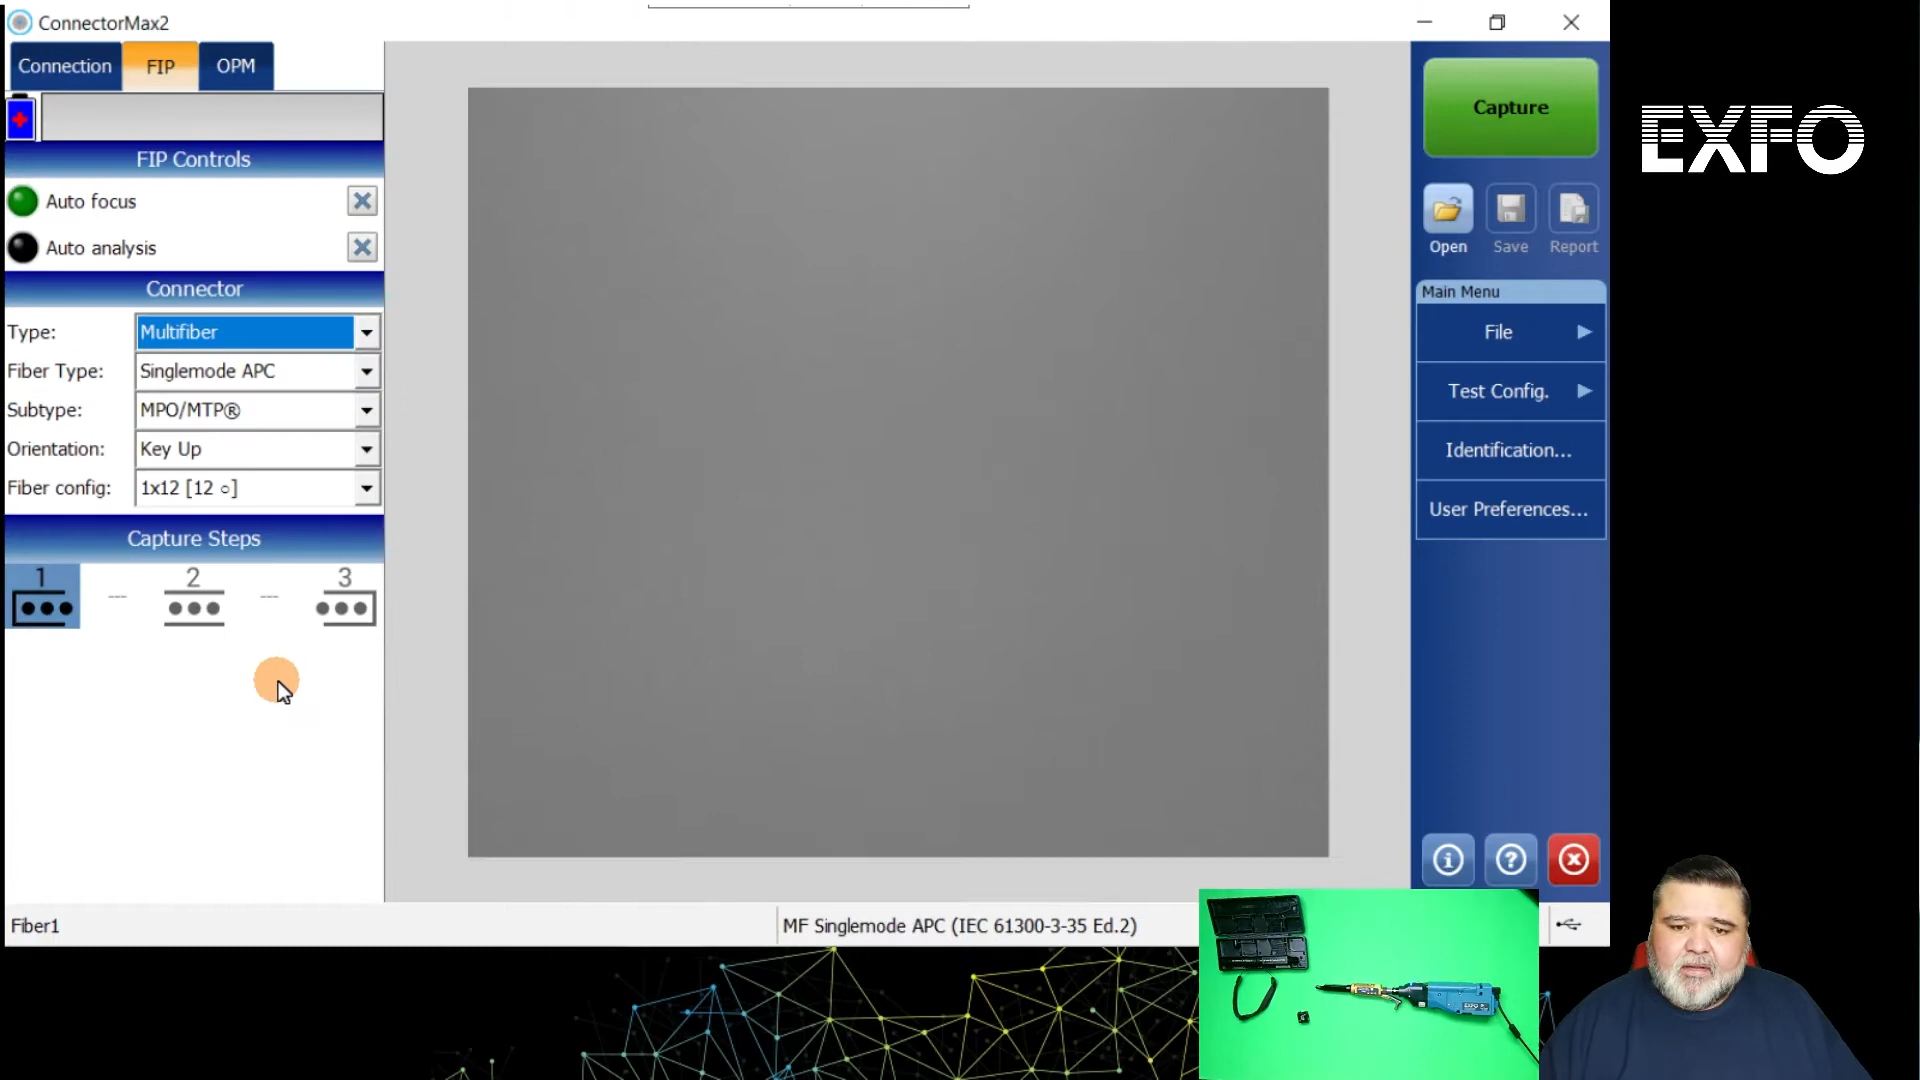 ConnectorMax2
Connection FIP OPM
FIP Controls
Auto focus
Auto analysis
Connector
Type: Multifiber
Fiber Type: Singlemode APC
Subtype: MPO/MTP®
Orientation: Key Up
Fiber config: 1x12 [12 ○]
Capture Steps
1 --- 2 --- 3
Fiber1
MF Singlemode APC (IEC 61300-3-35 Ed.2)
Capture
Open Save Report
Main Menu
File
Test Config.
Identification...
User Preferences...
EXFO
EXFO